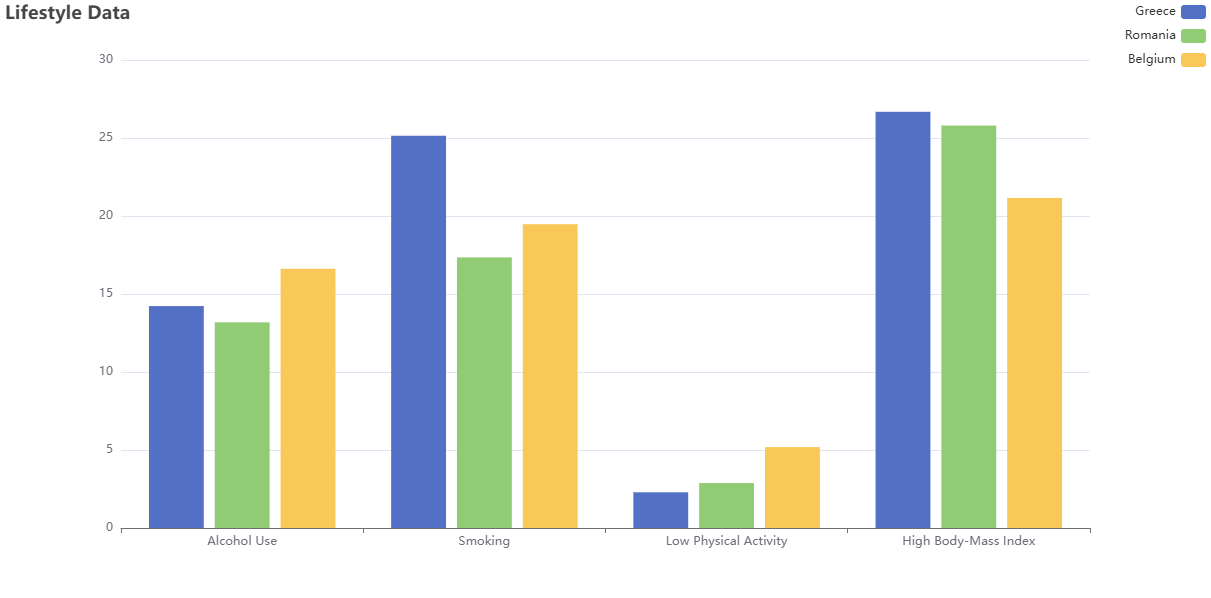 Lifestyle Data
Greece
Romania
Belgium
30
25
20
15
10
5
0
Alcohol Use
Smoking
Low Physical Activity
High Body-Mass Index